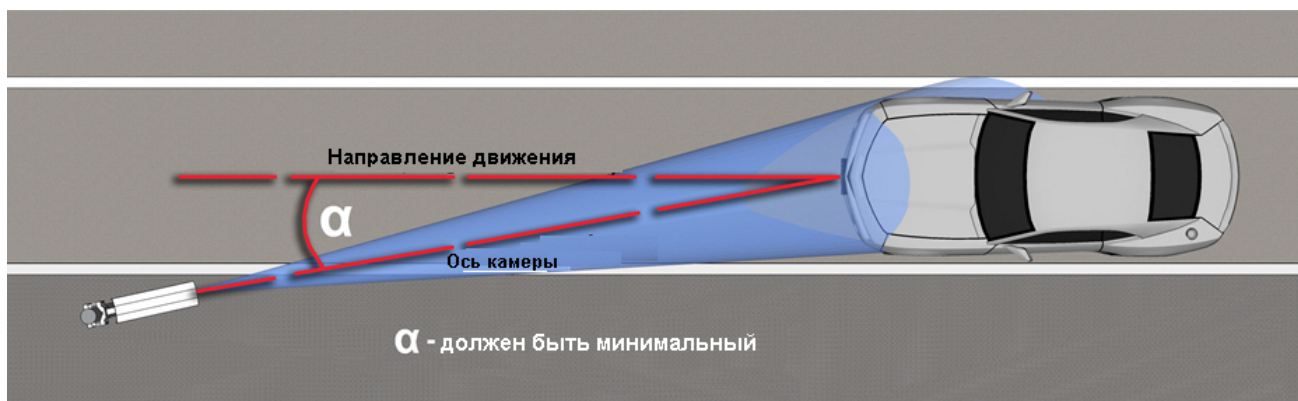 Направление движения
α
Ось камеры
α - должен быть минимальный